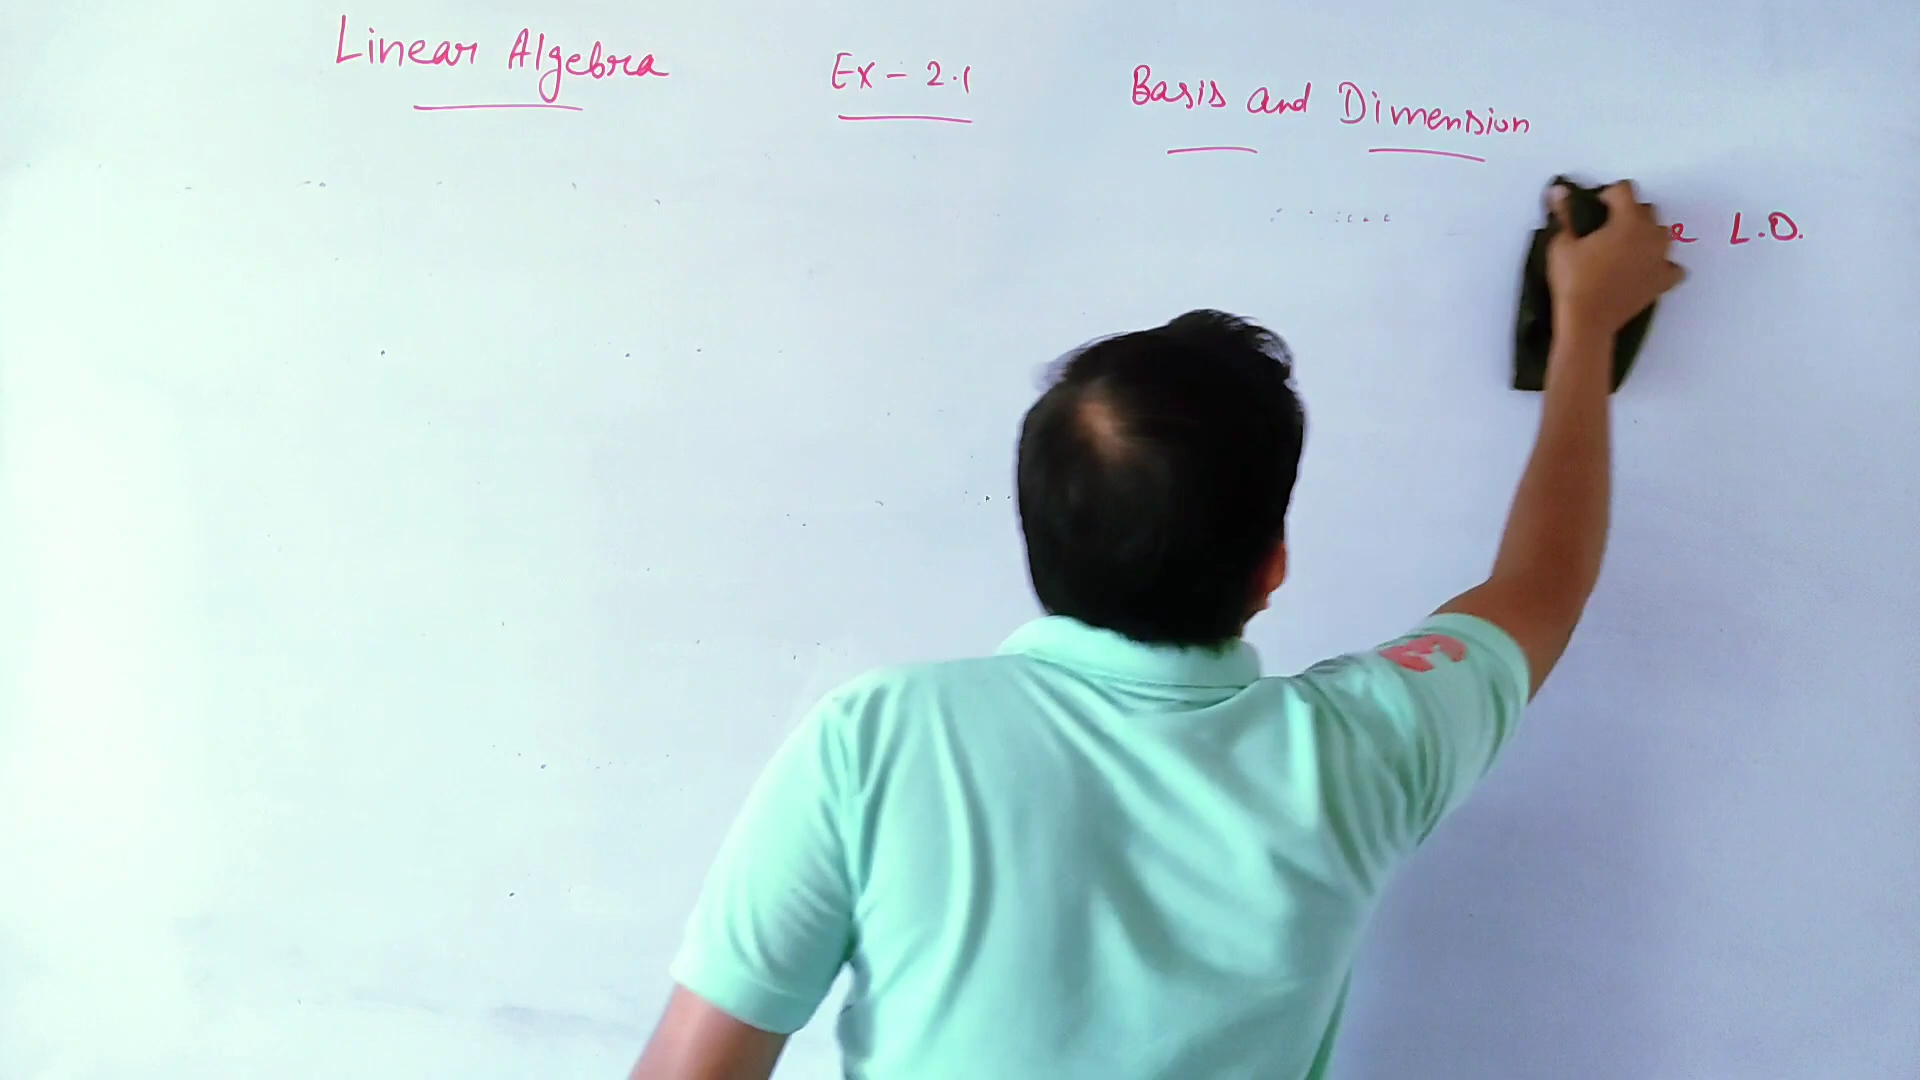 Linear Algebra Ex - 2.1 Basis and Dimension
L.D.